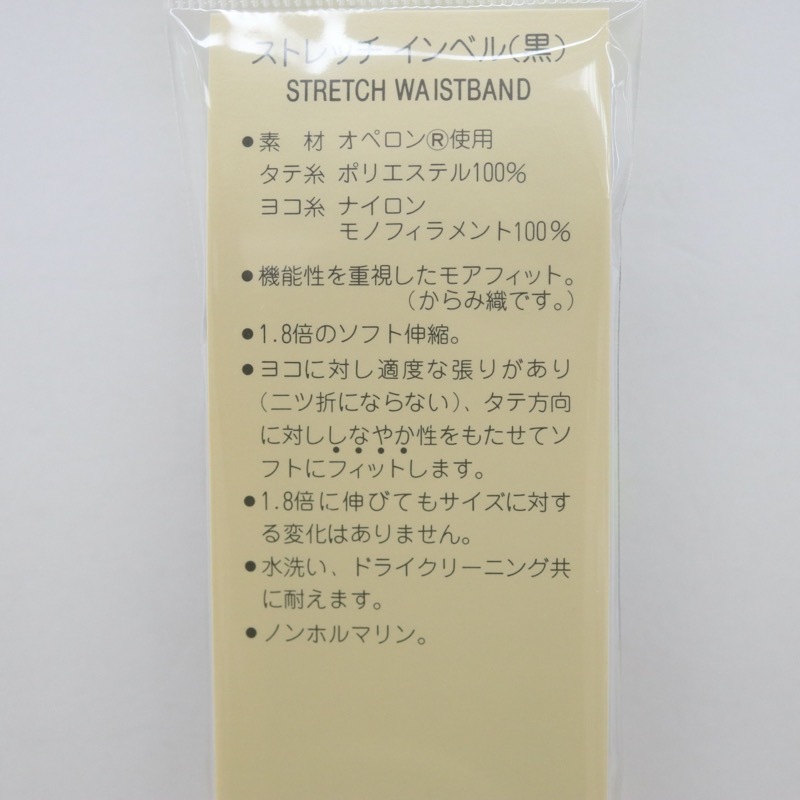 ストレッチ インベル(黒)
STRETCH WAISTBAND
●素 材 オペロンⓇ使用
タテ糸 ポリエステル100%
ヨコ糸 ナイロン
モノフィラメント100%
●機能性を重視したモアフィット。
(からみ織です。)
●1.8倍のソフト伸縮。
●ヨコに対し適度な張りがあり
(二ツ折にならない)、タテ方向
に対ししなやか性をもたせてソ
フトにフィットします。
●1.8倍に伸びてもサイズに対す
る変化はありません。
●水洗い、ドライクリーニング共
に耐えます。
●ノンホルマリン。